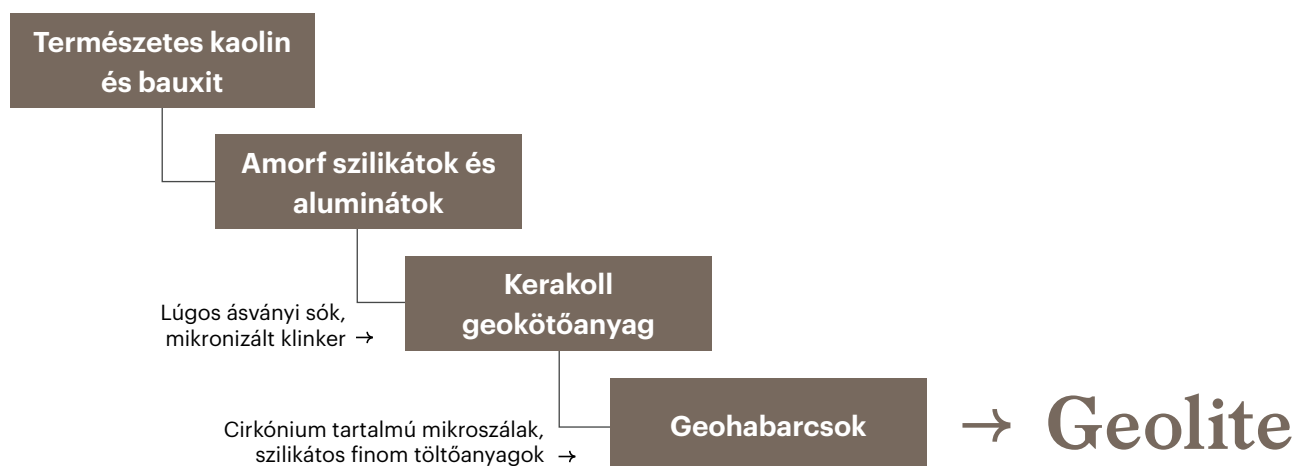 Természetes kaolin
és bauxit
Amorf szilikátok és
aluminátok
Kerakoll
geokötőanyag
Lúgos ásványi sók,
mikronizált klinker →
Geohabarcsok
→ Geolite
Cirkónium tartalmú mikroszálak,
szilikátos finom töltőanyagok →